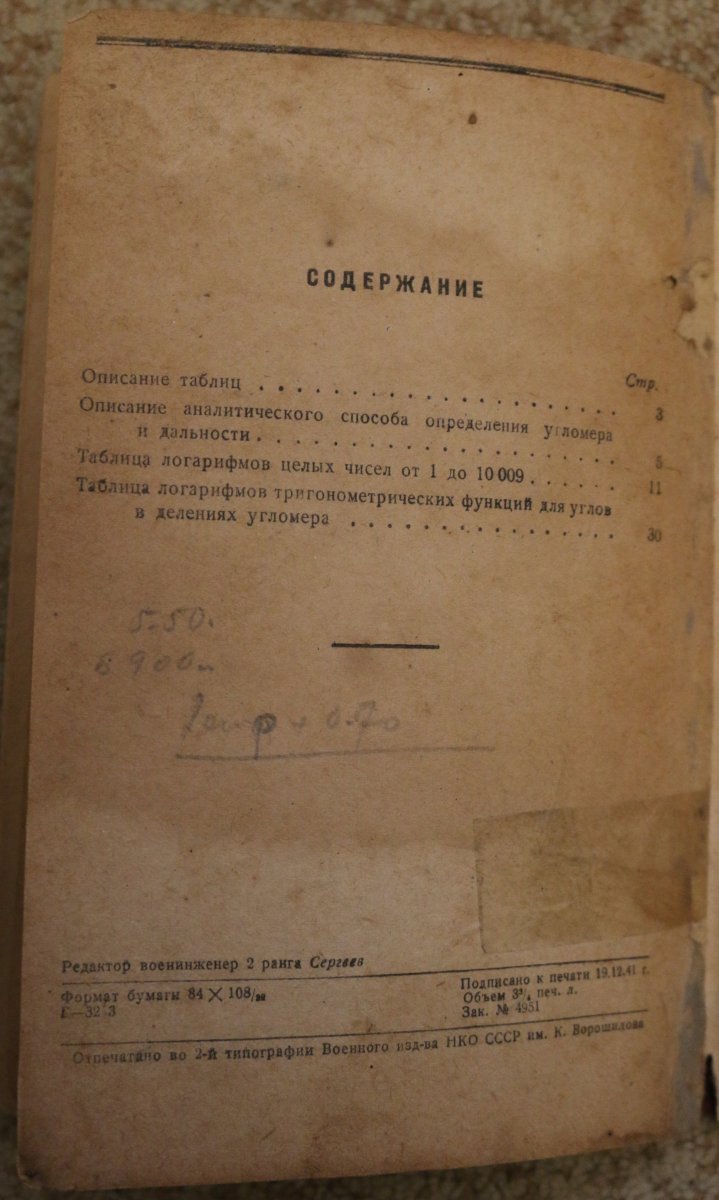 СОДЕРЖАНИЕ
Стр.
Описание таблиц . . . . . . . . . . . . . . . . . . . 3
Описание аналитического способа определения угломера
и дальности . . . . . . . . . . . . . . . . . . . 5
Таблица логарифмов целых чисел от 1 до 10 009 . . . . . . 11
Таблица логарифмов тригонометрических функций для углов
в делениях угломера . . . . . . . . . . . . . . . 30
5-50.
6900
+ 0.70
Редактор военинженер 2 ранга Сергеев
Формат бумаги 84 × 108/
Подписано к печати 19.12.41 г.
Объем 3³/₄ печ. л.
Зак. № 4951
Отпечатано во 2-й типографии Военного изд-ва НКО СССР им. К. Ворошилова